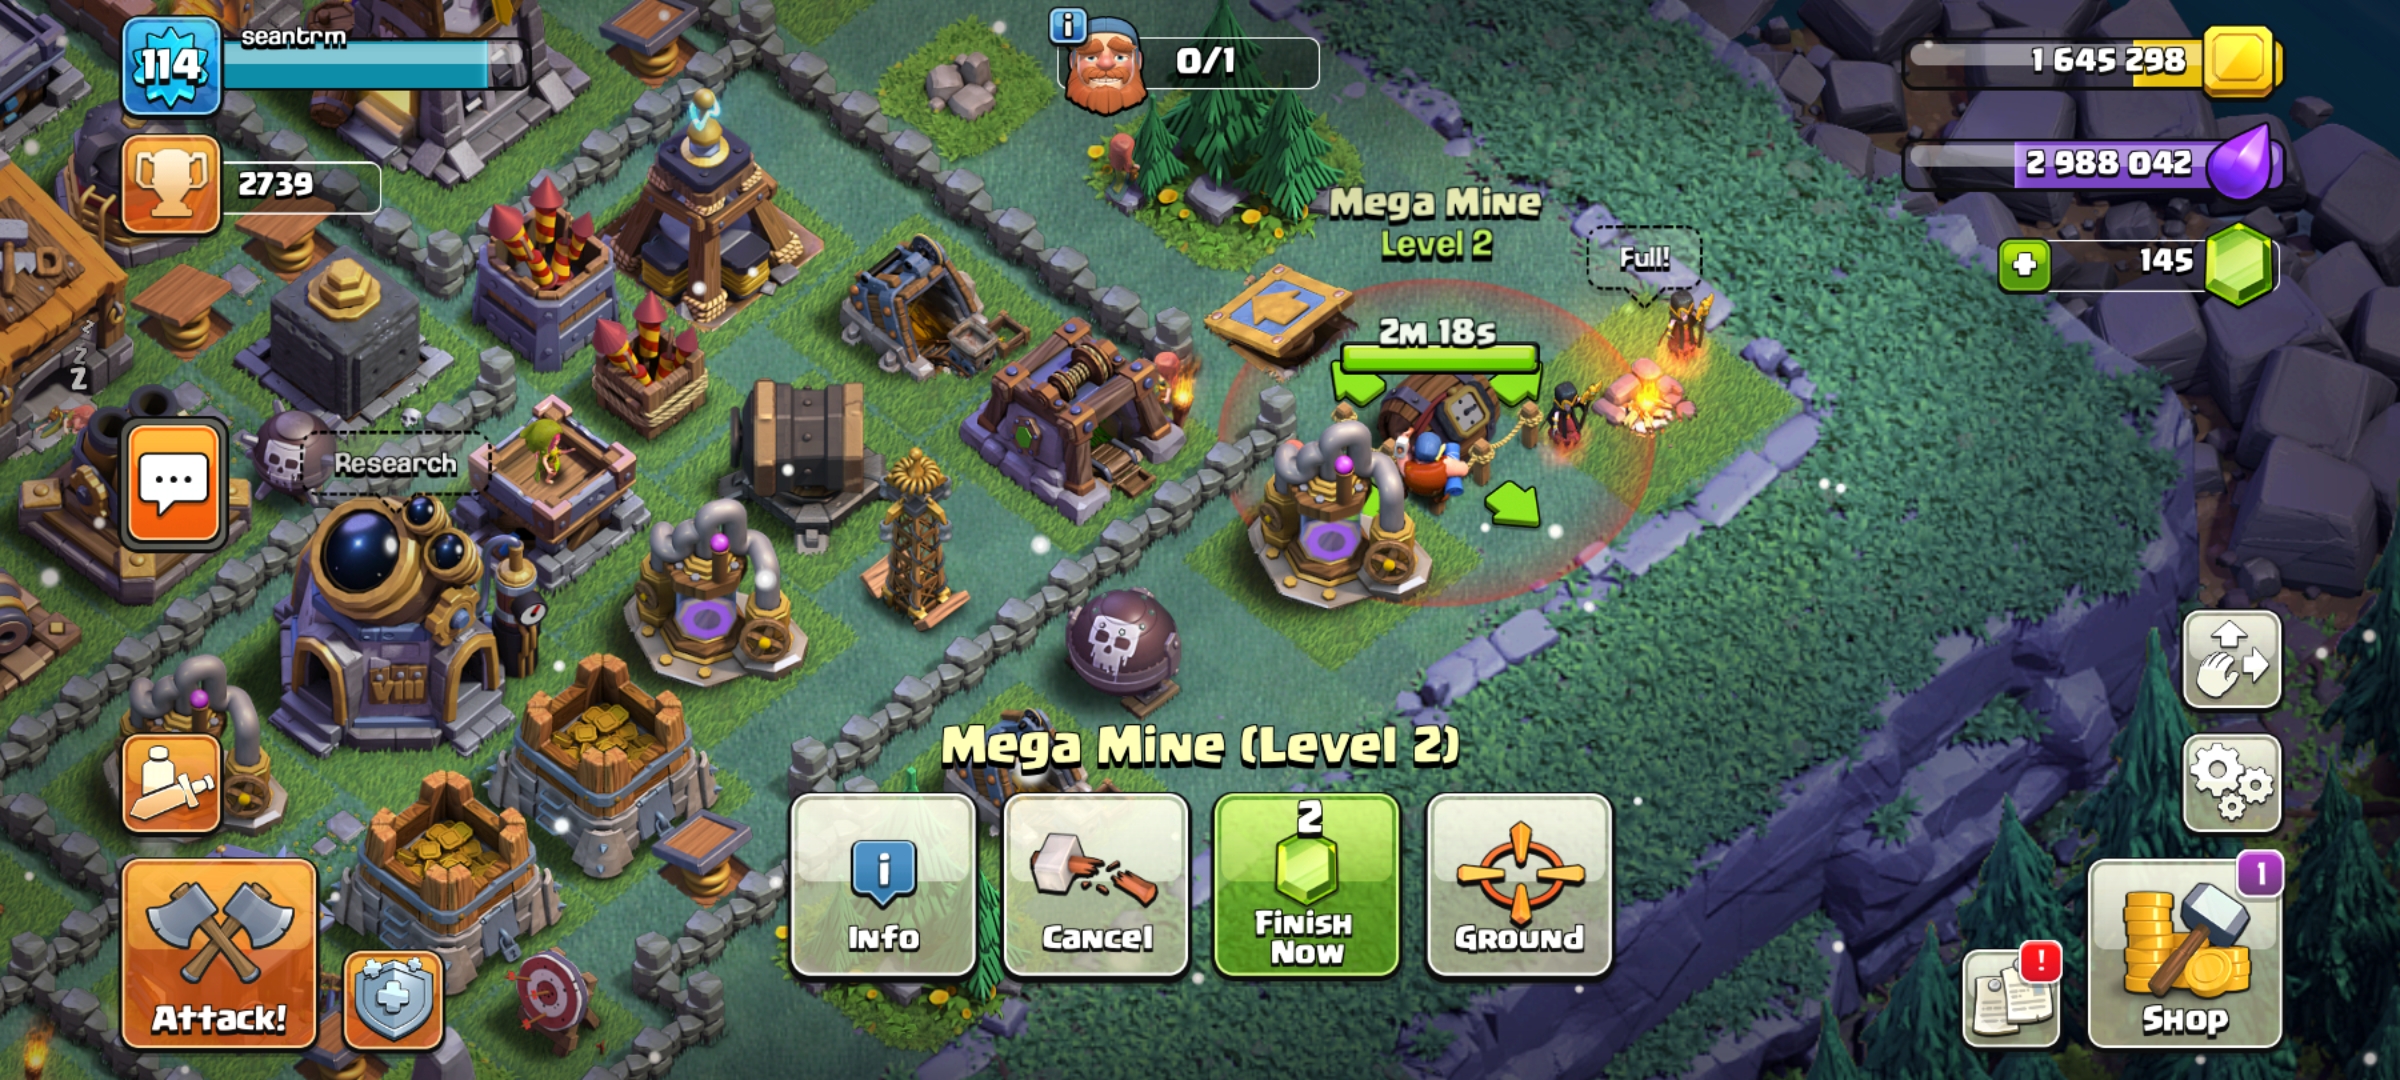 114
seantrm
0/1
1 645 298
2739
2 988 042
145
Mega Mine
Level 2
Full!
2M 18s
Research
z
z
Z
VIII
Mega Mine (Level 2)
i
Info
Cancel
2
Finish
Now
Ground
Attack!
1
!
Shop